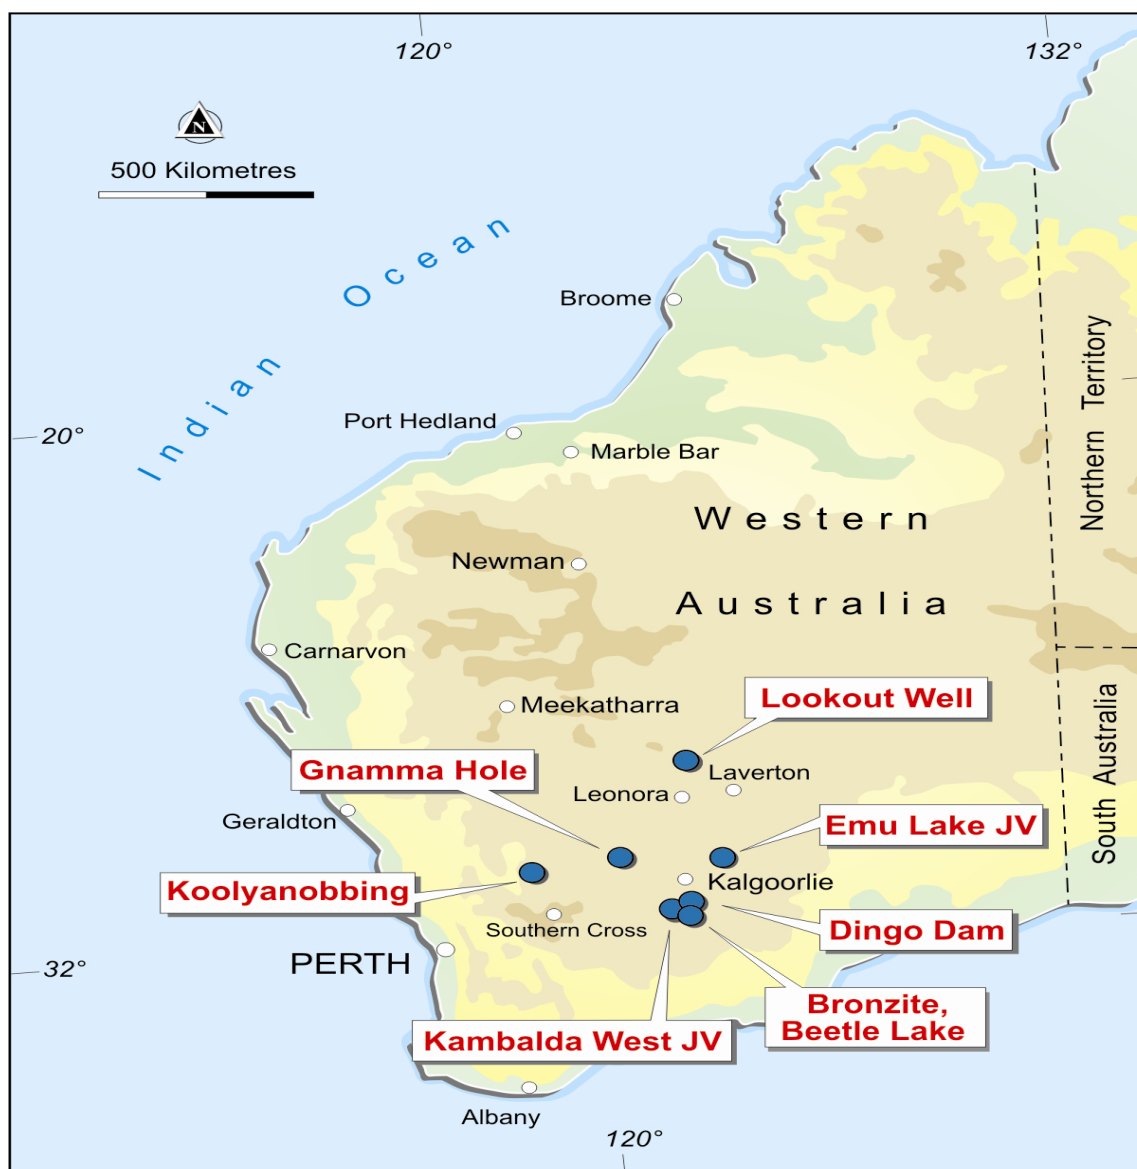 120°
132°
N
500 Kilometres
Indian Ocean
Broome
Port Hedland
Marble Bar
Northern Territory
20°
Western
Australia
Newman
Carnarvon
Meekatharra
Lookout Well
South Australia
Gnamma Hole
Laverton
Leonora
Geraldton
Emu Lake JV
Koolyanobbing
Kalgoorlie
Southern Cross
Dingo Dam
PERTH
32°
Bronzite,
Beetle Lake
Kambalda West JV
Albany
120°